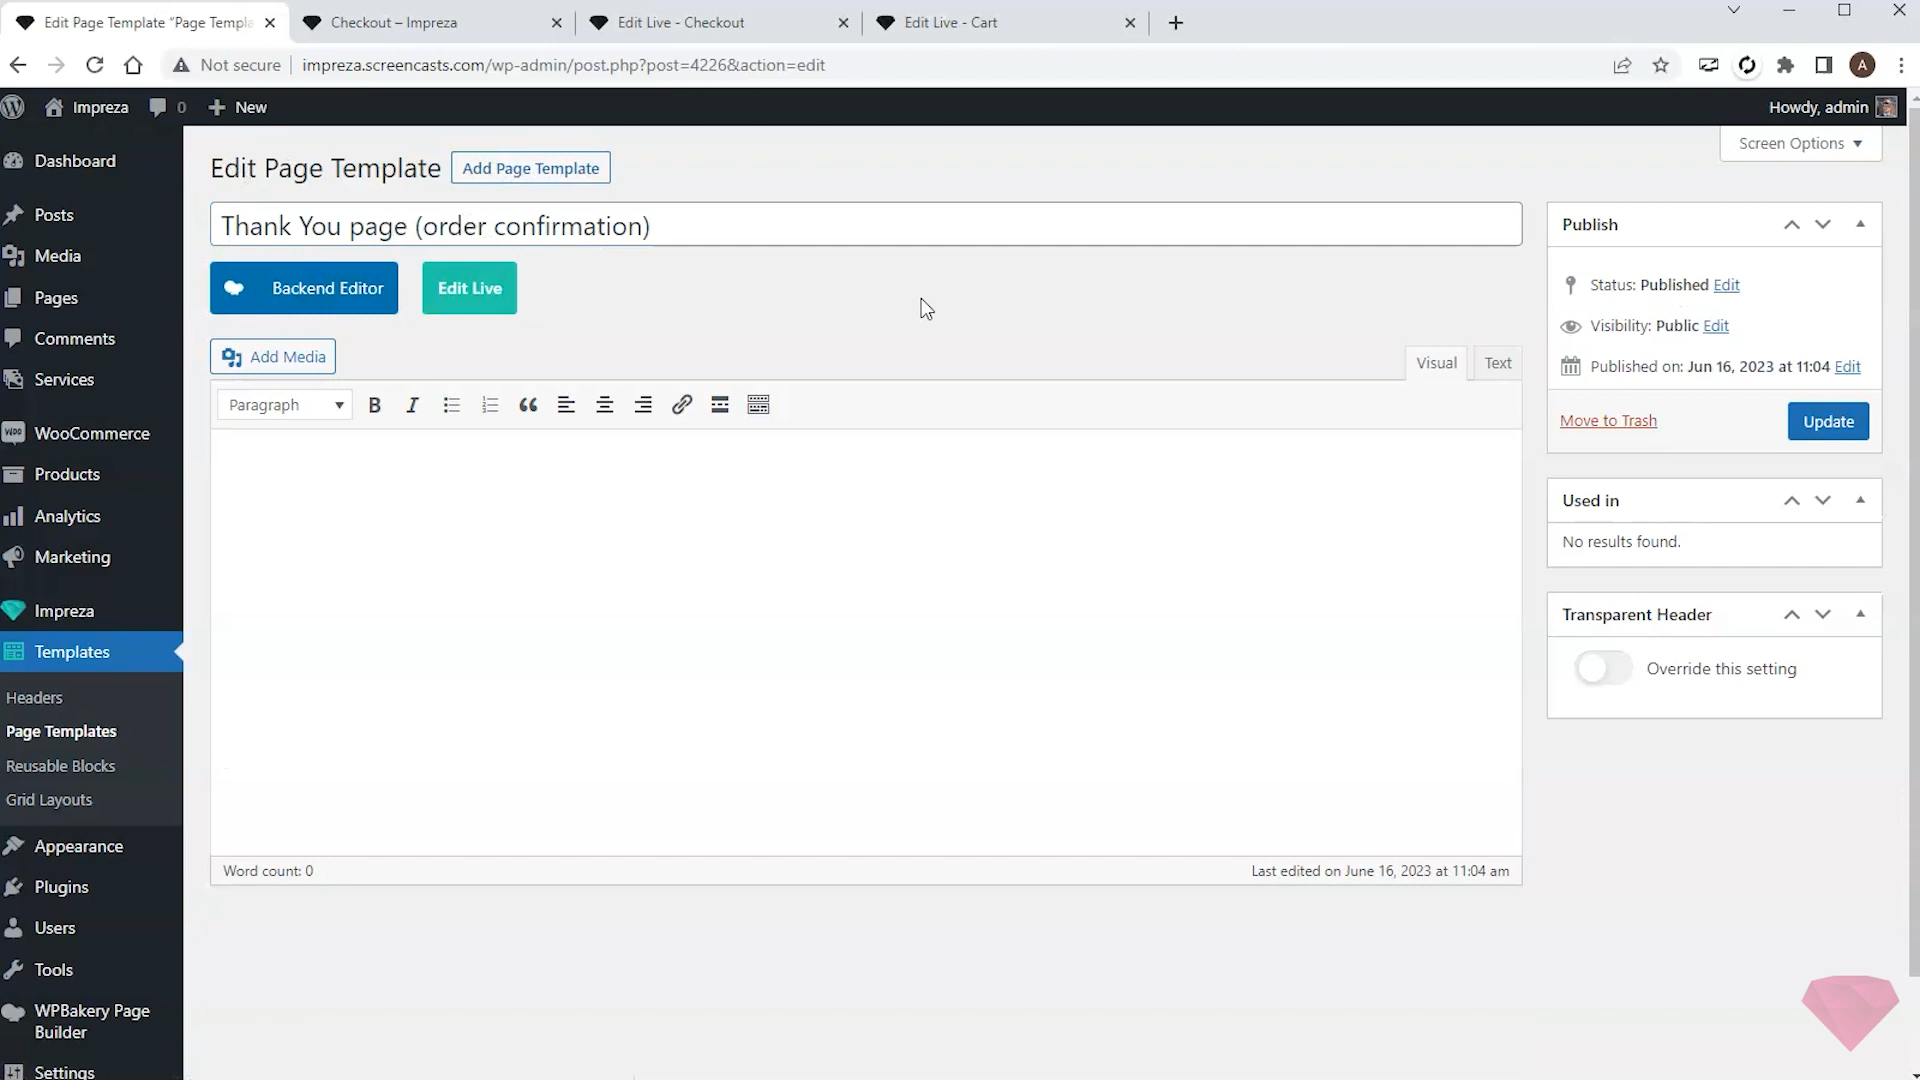 Edit Page Template “Page Templa
Checkout – Impreza
Edit Live - Checkout
Edit Live - Cart
Not secure
impreza.screencasts.com/wp-admin/post.php?post=4226&action=edit
A
Impreza
0
New
Howdy, admin
Screen Options
Dashboard
Posts
Media
Pages
Comments
Services
WooCommerce
Products
Analytics
Marketing
Impreza
Templates
Headers
Page Templates
Reusable Blocks
Grid Layouts
Appearance
Plugins
Users
Tools
WPBakery Page
Builder
Settings
Edit Page Template
Add Page Template
Thank You page (order confirmation)
Backend Editor
Edit Live
Add Media
Visual
Text
Paragraph
B
I
Word count: 0
Last edited on June 16, 2023 at 11:04 am
Publish
Status: Published Edit
Visibility: Public Edit
Published on: Jun 16, 2023 at 11:04 Edit
Move to Trash
Update
Used in
No results found.
Transparent Header
Override this setting